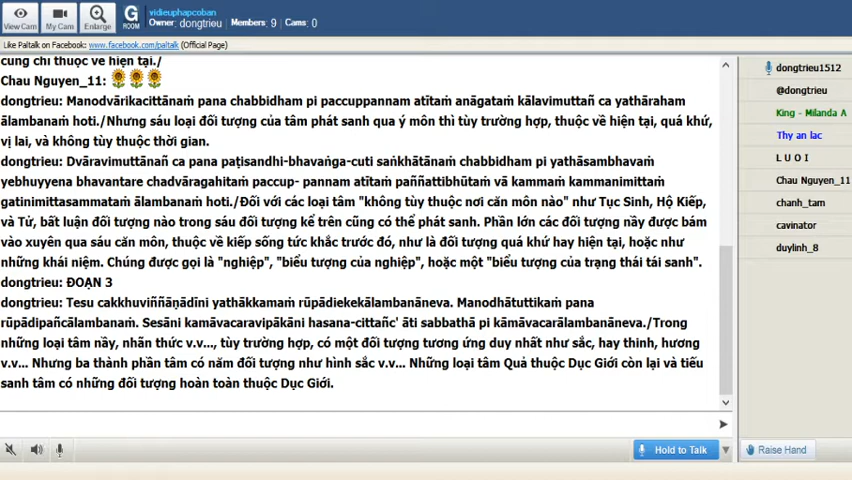 vidieuphapcoban
Owner: dongtrieu Members: 9 Cams: 0
View Cam
My Cam
Enlarge
G
ROOM
Like Paltalk on Facebook: www.facebook.com/paltalk (Official Page)
cũng chỉ thuộc về hiện tại./
Chau Nguyen_11:
dongtrieu: Manodvārikacittānaṁ pana chabbidham pi paccuppannam atītaṁ anāgataṁ kālavimuttañ ca yathāraham
ālambanaṁ hoti./Nhưng sáu loại đối tượng của tâm phát sanh qua ý môn thì tùy trường hợp, thuộc về hiện tại, quá khứ,
vị lai, và không tùy thuộc thời gian.
dongtrieu: Dvāravimuttānañ ca pana paṭisandhi-bhavaṅga-cuti saṅkhātānaṁ chabbidham pi yathāsambhavaṁ
yebhuyyena bhavantare chadvāragahitaṁ paccup- pannam atītaṁ paññattibhūtaṁ vā kammaṁ kammanimittaṁ
gatinimittasammataṁ ālambanaṁ hoti./Đối với các loại tâm "không tùy thuộc nơi căn môn nào" như Tục Sinh, Hộ Kiếp,
và Tử, bất luận đối tượng nào trong sáu đối tượng kể trên cũng có thể phát sanh. Phần lớn các đối tượng nầy được bám
vào xuyên qua sáu căn môn, thuộc về kiếp sống tức khắc trước đó, như là đối tượng quá khứ hay hiện tại, hoặc như
những khái niệm. Chúng được gọi là "nghiệp", "biểu tượng của nghiệp", hoặc một "biểu tượng của trạng thái tái sanh".
dongtrieu: ĐOẠN 3
dongtrieu: Tesu cakkhuviññāṇādīni yathākkamaṁ rūpādiekekālambanāneva. Manodhātuttikaṁ pana
rūpādipañcālambanaṁ. Sesāni kāmāvacaravipākāni hasana-cittañc' āti sabbathā pi kāmāvacarālambanāneva./Trong
những loại tâm nầy, nhãn thức v.v..., tùy trường hợp, có một đối tượng tương ứng duy nhất như sắc, hay thinh, hương
v.v... Nhưng ba thành phần tâm có năm đối tượng như hình sắc v.v... Những loại tâm Quả thuộc Dục Giới còn lại và tiếu
sanh tâm có những đối tượng hoàn toàn thuộc Dục Giới.
Hold to Talk
dongtrieu1512
@dongtrieu
King - Milanda A
Thy an lac
L U O I
Chau Nguyen_11
chanh_tam
cavinator
duylinh_8
Raise Hand